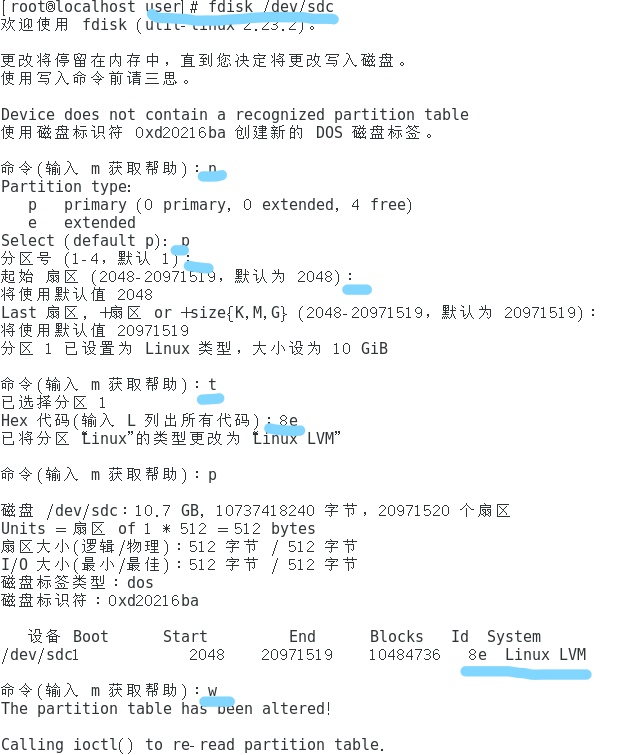 [root@localhost user]# fdisk /dev/sdc
欢迎使用 fdisk (util-linux 2.23.2)。
更改将停留在内存中，直到您决定将更改写入磁盘。
使用写入命令前请三思。
Device does not contain a recognized partition table
使用磁盘标识符 0xd20216ba 创建新的 DOS 磁盘标签。
命令(输入 m 获取帮助)：n
Partition type:
p primary (0 primary, 0 extended, 4 free)
e extended
Select (default p): p
分区号 (1-4，默认 1)：
起始 扇区 (2048-20971519，默认为 2048)：
将使用默认值 2048
Last 扇区, +扇区 or +size{K,M,G} (2048-20971519，默认为 20971519)：
将使用默认值 20971519
分区 1 已设置为 Linux 类型，大小设为 10 GiB
命令(输入 m 获取帮助)：t
已选择分区 1
Hex 代码(输入 L 列出所有代码)：8e
已将分区“Linux”的类型更改为“Linux LVM”
命令(输入 m 获取帮助)：p
磁盘 /dev/sdc：10.7 GB, 10737418240 字节，20971520 个扇区
Units = 扇区 of 1 * 512 = 512 bytes
扇区大小(逻辑/物理)：512 字节 / 512 字节
I/O 大小(最小/最佳)：512 字节 / 512 字节
磁盘标签类型：dos
磁盘标识符：0xd20216ba
设备 Boot Start End Blocks Id System
/dev/sdc1 2048 20971519 10484736 8e Linux LVM
命令(输入 m 获取帮助)：w
The partition table has been altered!
Calling ioctl() to re-read partition table.